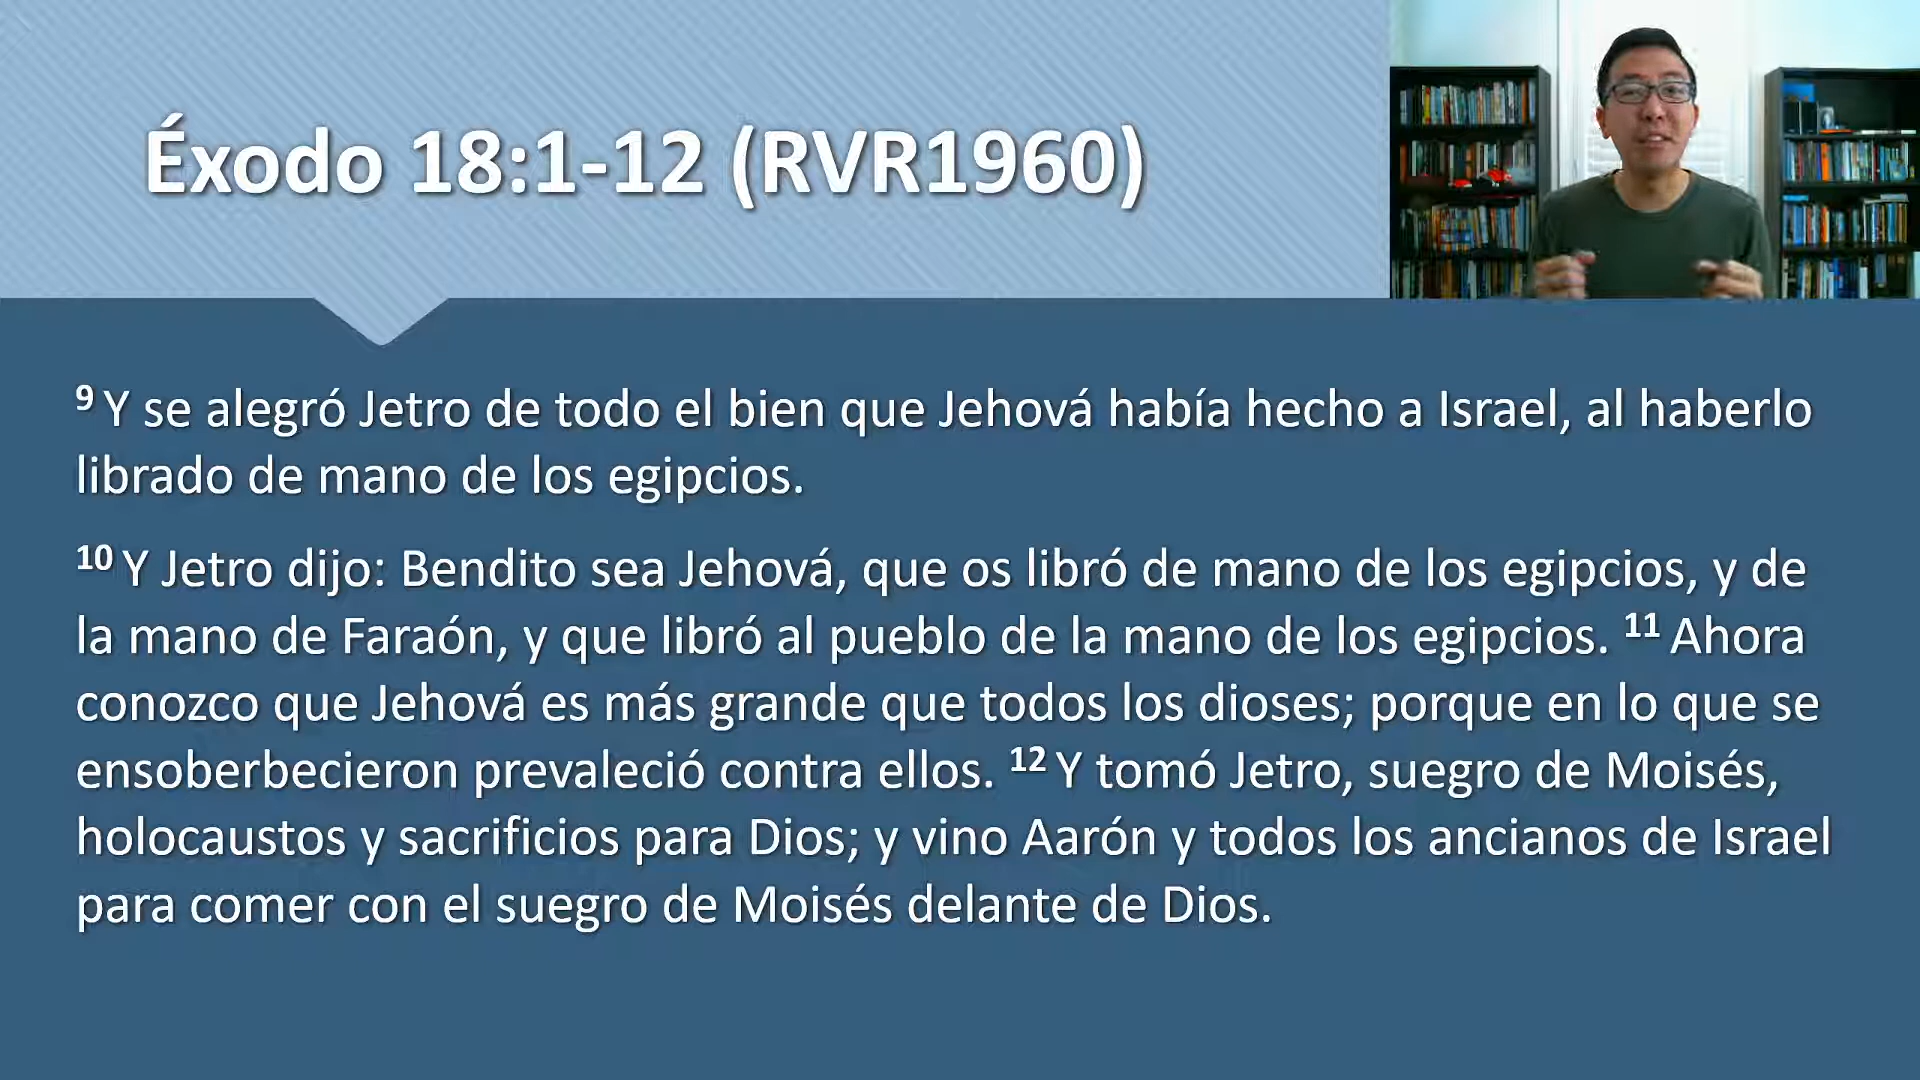 Éxodo 18:1-12 (RVR1960)
9 Y se alegró Jetro de todo el bien que Jehová había hecho a Israel, al haberlo
librado de mano de los egipcios.
10 Y Jetro dijo: Bendito sea Jehová, que os libró de mano de los egipcios, y de
la mano de Faraón, y que libró al pueblo de la mano de los egipcios. 11 Ahora
conozco que Jehová es más grande que todos los dioses; porque en lo que se
ensoberbecieron prevaleció contra ellos. 12 Y tomó Jetro, suegro de Moisés,
holocaustos y sacrificios para Dios; y vino Aarón y todos los ancianos de Israel
para comer con el suegro de Moisés delante de Dios.